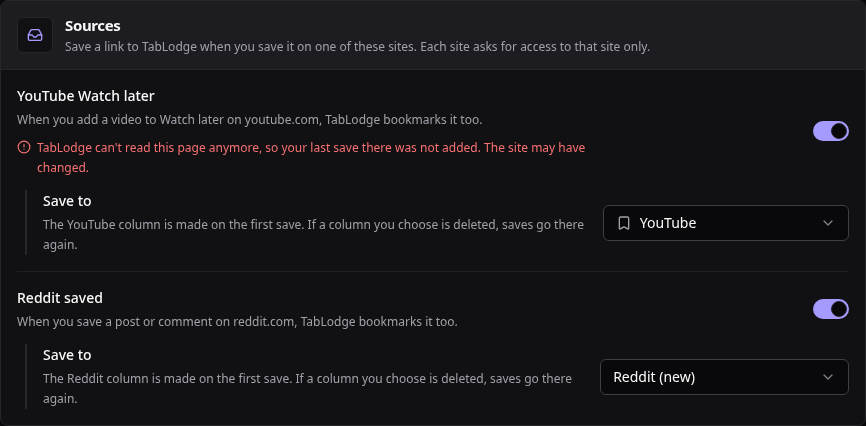 Sources
Save a link to TabLodge when you save it on one of these sites. Each site asks for access to that site only.
YouTube Watch later
When you add a video to Watch later on youtube.com, TabLodge bookmarks it too.
TabLodge can't read this page anymore, so your last save there was not added. The site may have
changed.
Save to
The YouTube column is made on the first save. If a column you choose is deleted, saves go there
again.
YouTube
Reddit saved
When you save a post or comment on reddit.com, TabLodge bookmarks it too.
Save to
The Reddit column is made on the first save. If a column you choose is deleted, saves go there
again.
Reddit (new)